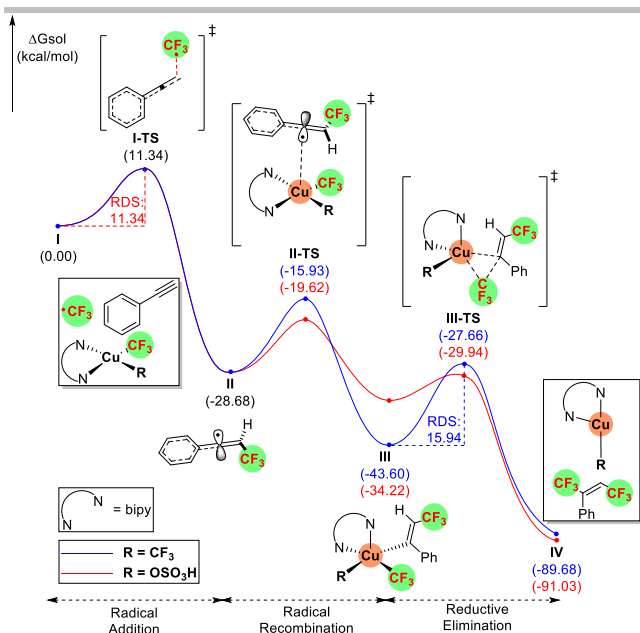 ΔGsol
(kcal/mol)
CF3
‡
I-TS
(11.34)
RDS:
11.34
I
(0.00)
CF3
CF3
N
N
Cu
R
‡
CF3
H
N
N
CF3
Cu
R
II-TS
(-15.93)
(-19.62)
II
(-28.68)
H
CF3
‡
N
N
H
CF3
Cu
R
Ph
C
F3
III-TS
(-27.66)
(-29.94)
RDS:
15.94
III
(-43.60)
(-34.22)
N
N
H
CF3
Cu
Ph
R
CF3
N
N
Cu
R
CF3
CF3
Ph
IV
(-89.68)
(-91.03)
N
N
= bipy
R = CF3
R = OSO3H
Radical
Addition
Radical
Recombination
Reductive
Elimination